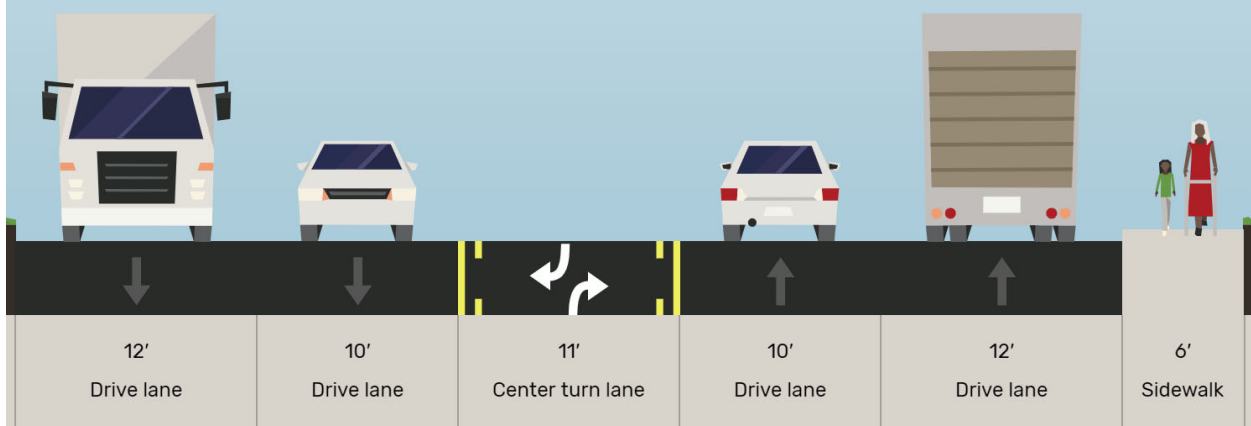 12′
Drive lane
10′
Drive lane
11′
Center turn lane
10′
Drive lane
12′
Drive lane
6′
Sidewalk